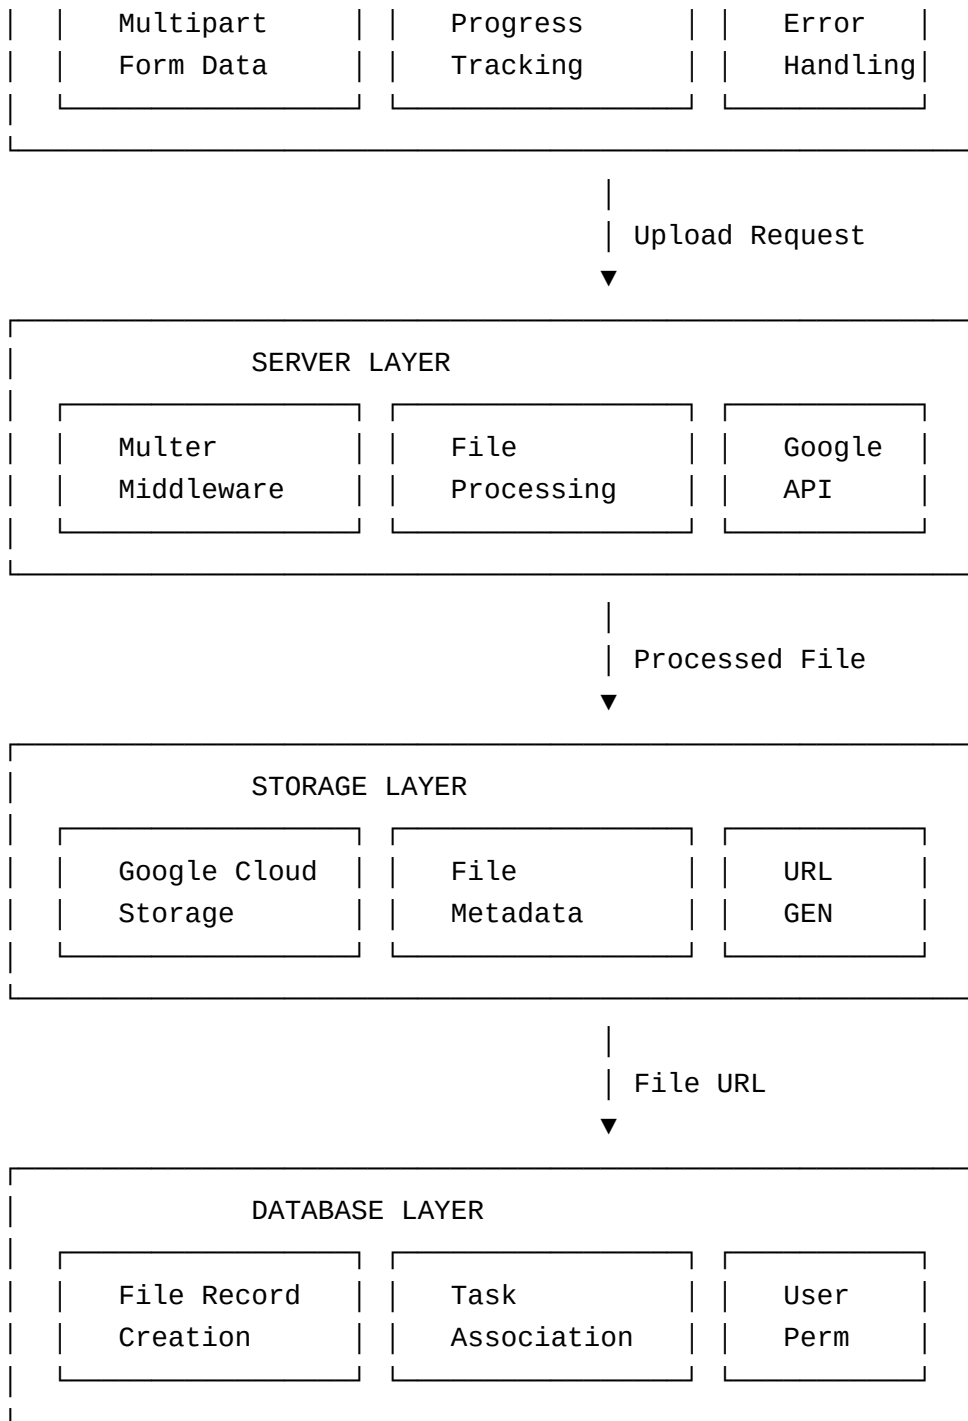 Multipart Progress Error
Form Data Tracking Handling
Upload Request
SERVER LAYER
Multer File Google
Middleware Processing API
Processed File
STORAGE LAYER
Google Cloud File URL
Storage Metadata GEN
File URL
DATABASE LAYER
File Record Task User
Creation Association Perm